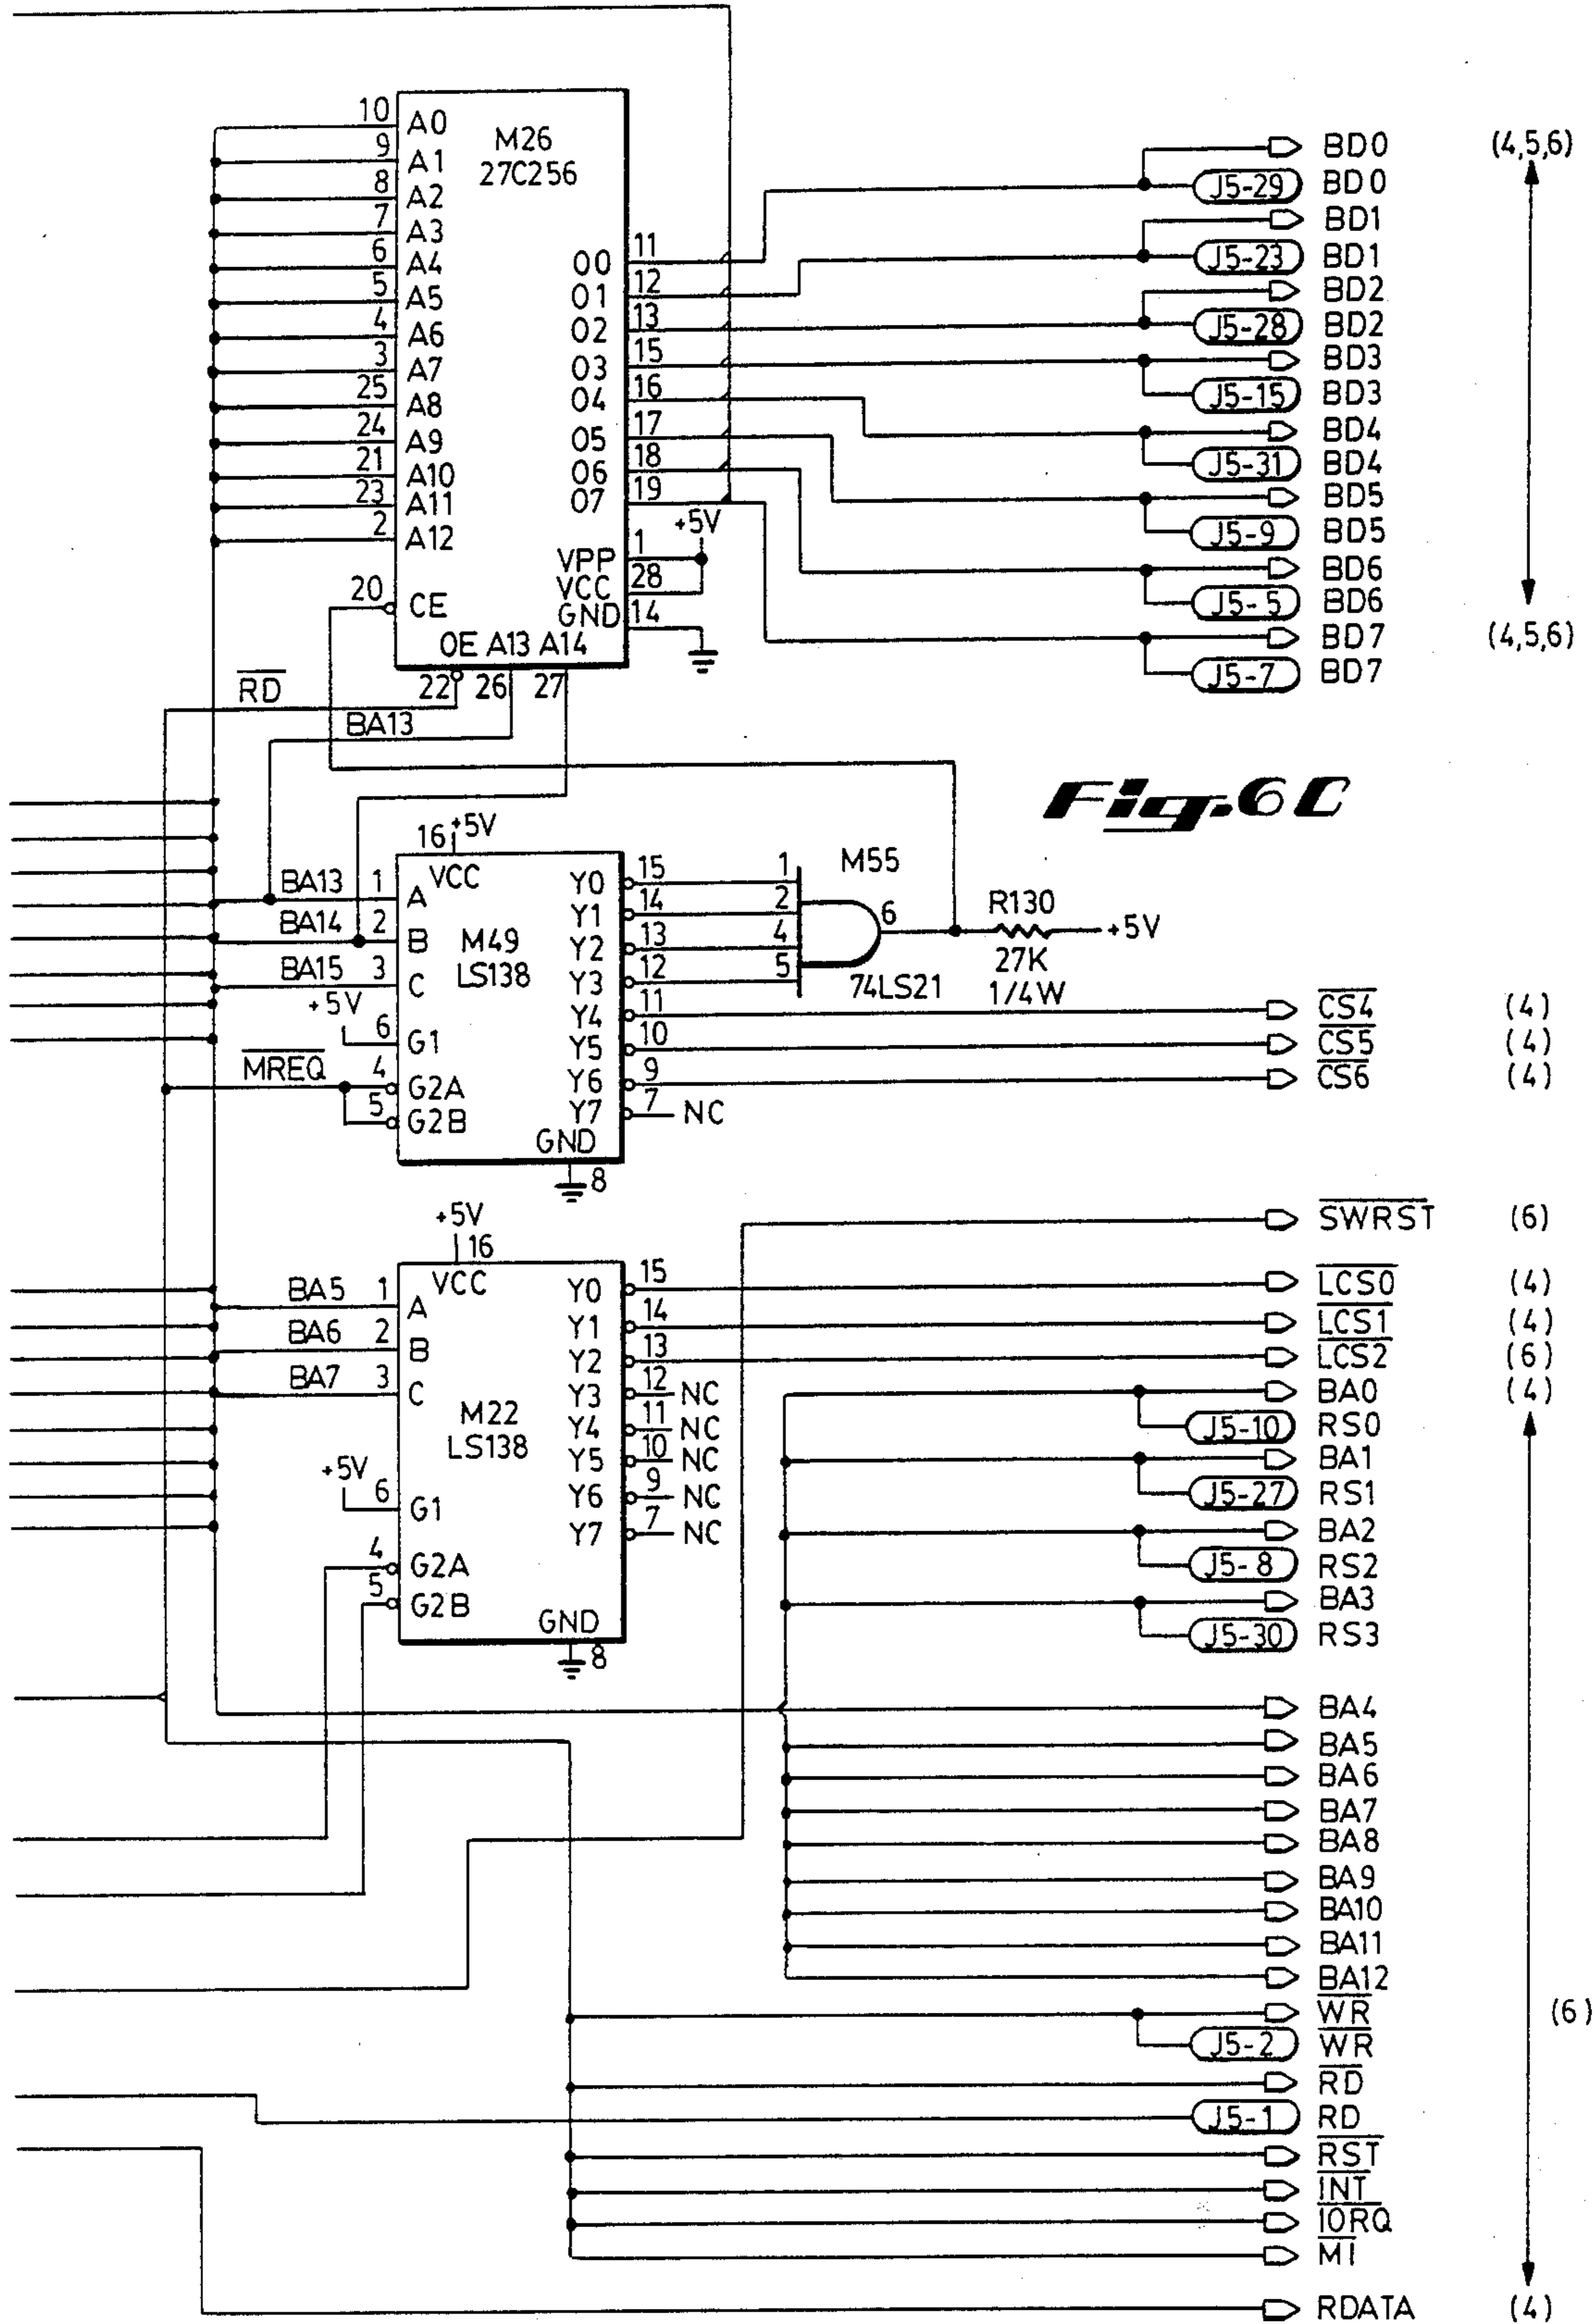 10 A0
9 A1
8 A2
7 A3
6 A4
5 A5
4 A6
3 A7
25 A8
24 A9
21 A10
23 A11
2 A12
20 CE
M26
27C256
O0 11
O1 12
O2 13
O3 15
O4 16
O5 17
O6 18
O7 19
+5V
VPP 1
VCC 28
GND 14
OE A13 A14
22 26 27
RD
BA13
BD0 (4,5,6)
J5-29 BD0
BD1
J5-23 BD1
BD2
J5-28 BD2
BD3
J5-15 BD3
BD4
J5-31 BD4
BD5
J5-9 BD5
BD6
J5-5 BD6
BD7 (4,5,6)
J5-7 BD7
Fig. 6C
16 +5V
VCC
BA13 1 A
BA14 2 B
BA15 3 C
+5V
6 G1
MREQ 4 G2A
5 G2B
M49
LS138
Y0 15
Y1 14
Y2 13
Y3 12
Y4 11
Y5 10
Y6 9
Y7 7 NC
GND
8
1
2
4
5
M55
6
74LS21
R130
27K
1/4W
+5V
CS4 (4)
CS5 (4)
CS6 (4)
+5V
16
VCC
BA5 1 A
BA6 2 B
BA7 3 C
M22
LS138
+5V
6 G1
4 G2A
5 G2B
Y0 15
Y1 14
Y2 13
Y3 12 NC
Y4 11 NC
Y5 10 NC
Y6 9 NC
Y7 7 NC
GND
8
SWRST (6)
LCS0 (4)
LCS1 (4)
LCS2 (6)
BA0 (4)
J5-10 RS0
BA1
J5-27 RS1
BA2
J5-8 RS2
BA3
J5-30 RS3
BA4
BA5
BA6
BA7
BA8
BA9
BA10
BA11
BA12
WR (6)
J5-2 WR
RD
J5-1 RD
RST
INT
IORQ
MI
RDATA (4)